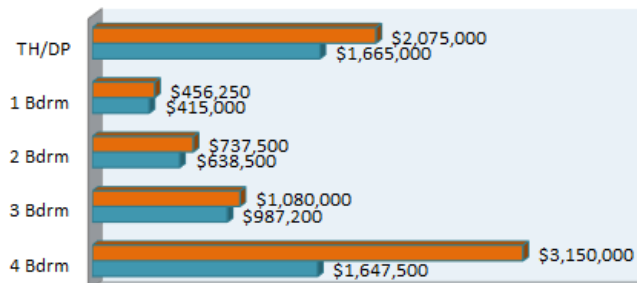 TH/DP
$2,075,000
$1,665,000
1 Bdrm
$456,250
$415,000
2 Bdrm
$737,500
$638,500
3 Bdrm
$1,080,000
$987,200
4 Bdrm
$3,150,000
$1,647,500